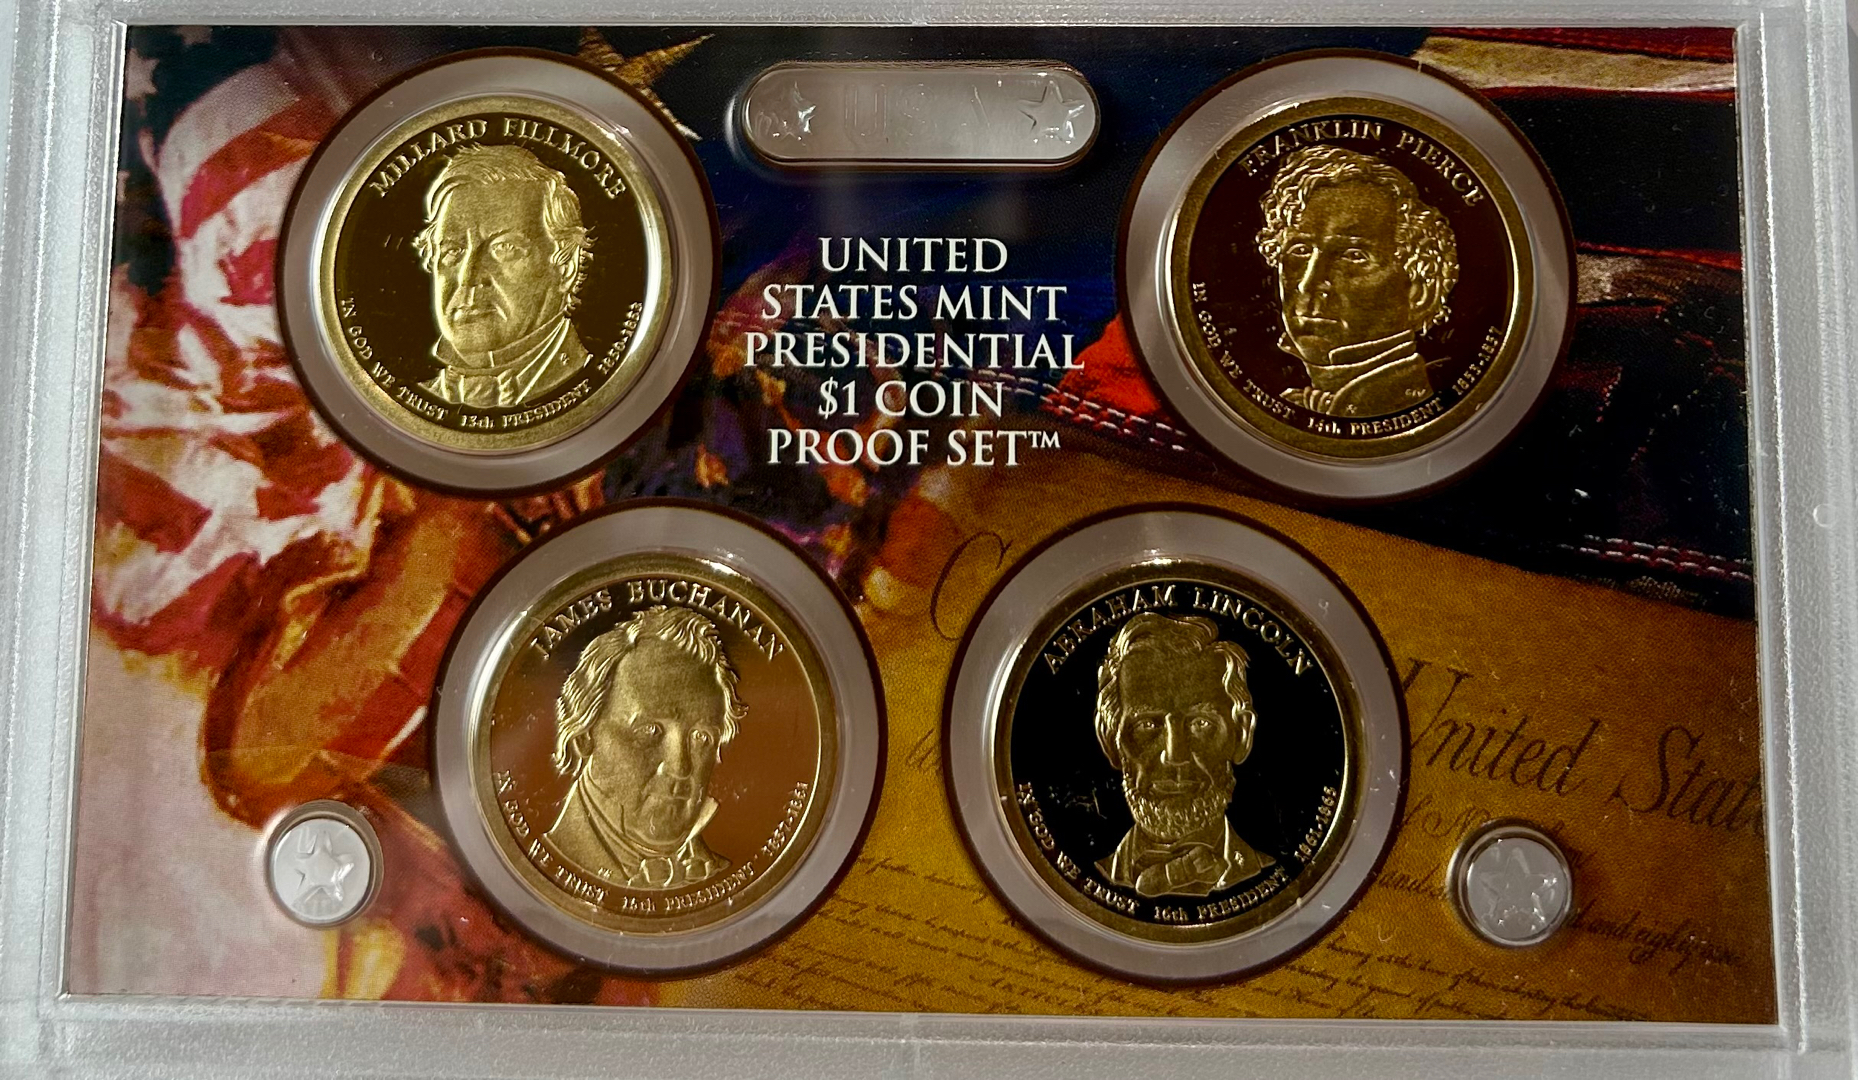 MILLARD FILLMORE
IN GOD WE TRUST 13th PRESIDENT 1850-1853
USA
FRANKLIN PIERCE
IN GOD WE TRUST 14th PRESIDENT 1853-1857
UNITED
STATES MINT
PRESIDENTIAL
$1 COIN
PROOF SET™
JAMES BUCHANAN
IN GOD WE TRUST 15th PRESIDENT 1857-1861
ABRAHAM LINCOLN
IN GOD WE TRUST 16th PRESIDENT 1861-1865
United States